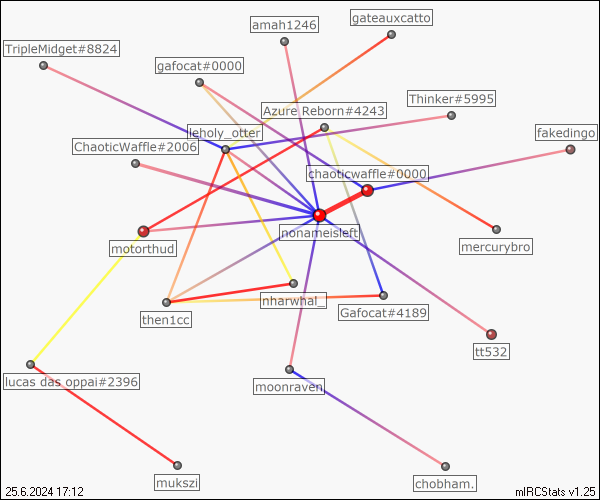 gateauxcatto
amah1246
TripleMidget#8824
gafocat#0000
Thinker#5995
Azure Reborn#4243
leholy_otter
fakedingo
ChaoticWaffle#2006
chaoticwaffle#0000
nonameisleft
motorthud
mercurybro
nharwhal_
Gafocat#4189
then1cc
tt532
lucas das oppai#2396
moonraven
mukszi
chobham.
25.6.2024 17:12
mIRCStats v1.25